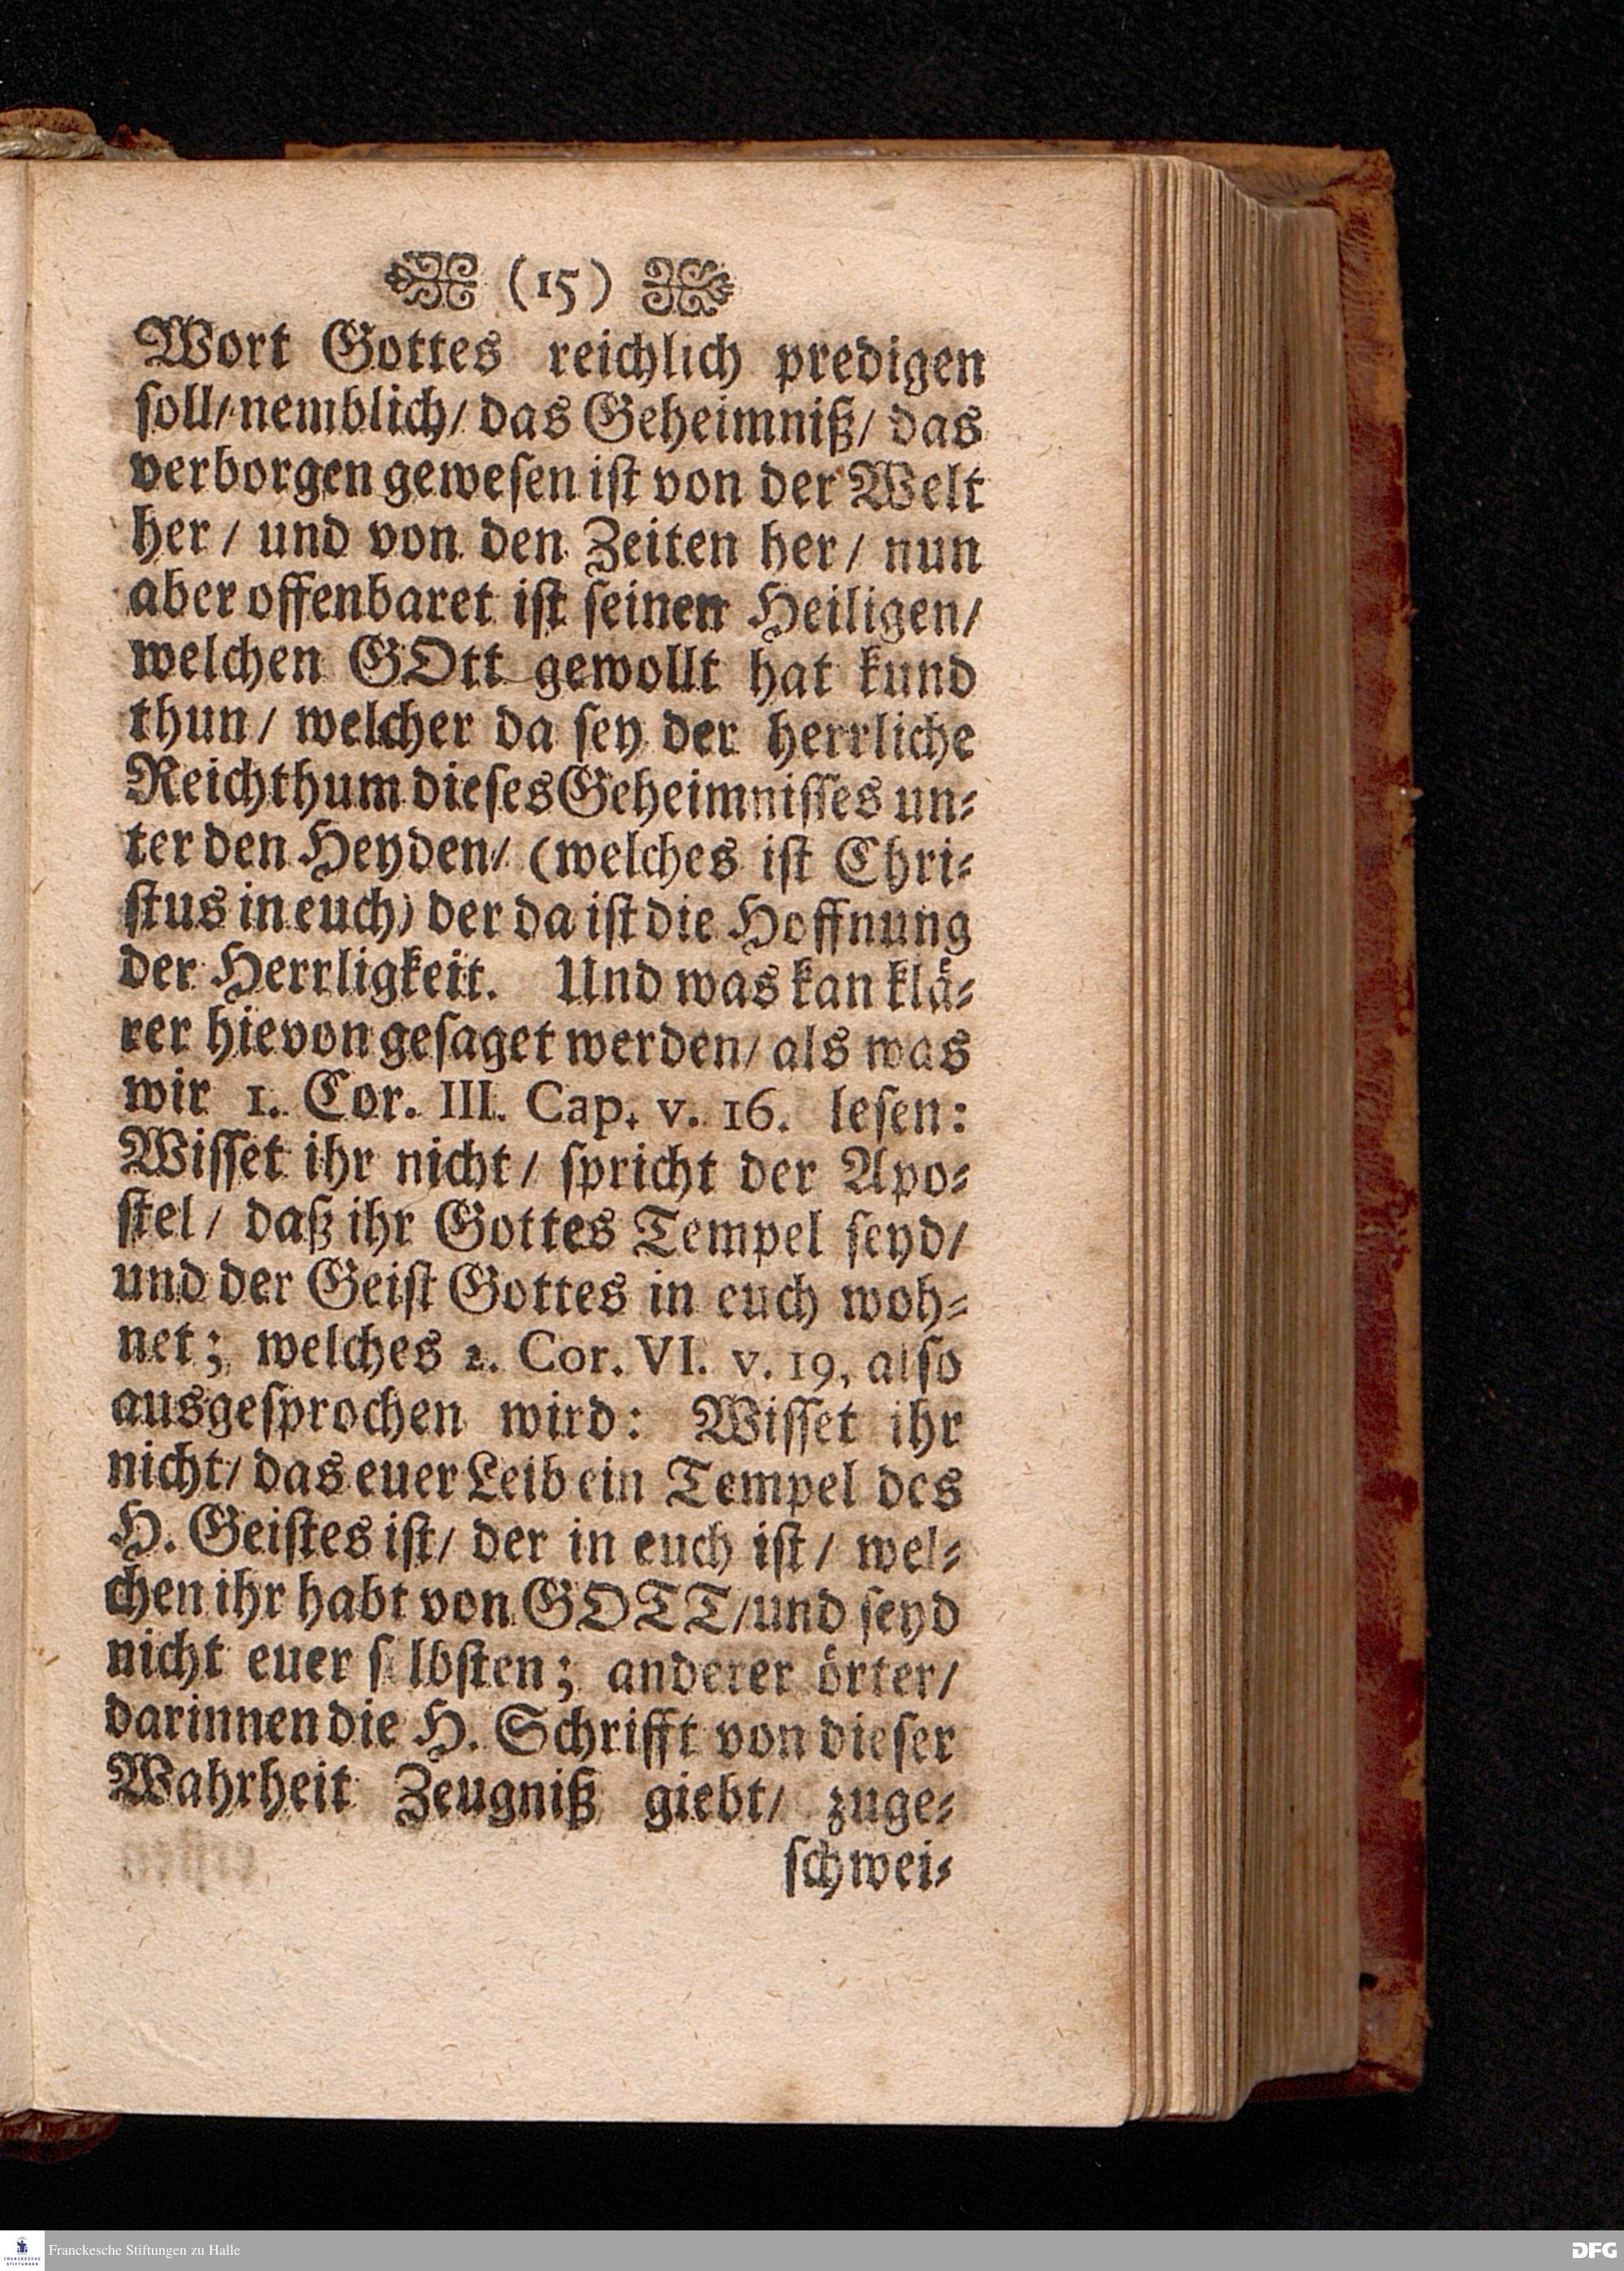 (15)
Wort Gottes reichlich predigen
ſoll/ nemblich/ das Geheimniß/ das
verborgen geweſen iſt von der Welt
her / und von den Zeiten her / nun
aber offenbaret iſt ſeinen Heiligen/
welchen GOtt gewollt hat kund
thun / welcher da ſey der herrliche
Reichthum dieſes Geheimniſſes un⸗
ter den Heyden/ (welches iſt Chri⸗
ſtus in euch) der da iſt die Hoffnung
der Herrligkeit. Und was kan klä⸗
rer hievon geſaget werden/ als was
wir 1. Cor. III. Cap. v. 16. leſen:
Wiſſet ihr nicht / ſpricht der Apo⸗
ſtel / daß ihr Gottes Tempel ſeyd/
und der Geiſt Gottes in euch woh⸗
net; welches 2. Cor. VI. v. 19, alſo
ausgeſprochen wird: Wiſſet ihr
nicht/ das euer Leib ein Tempel des
H. Geiſtes iſt/ der in euch iſt / wel⸗
chen ihr habt von GOTT/und ſeyd
nicht euer ſelbſten; anderer örter/
darinnen die H. Schrifft von dieſer
Wahrheit Zeugniß giebt/ zuge⸗
ſchwei⸗
FRANCKESCHE
STIFTUNGEN
Franckesche Stiftungen zu Halle
DFG